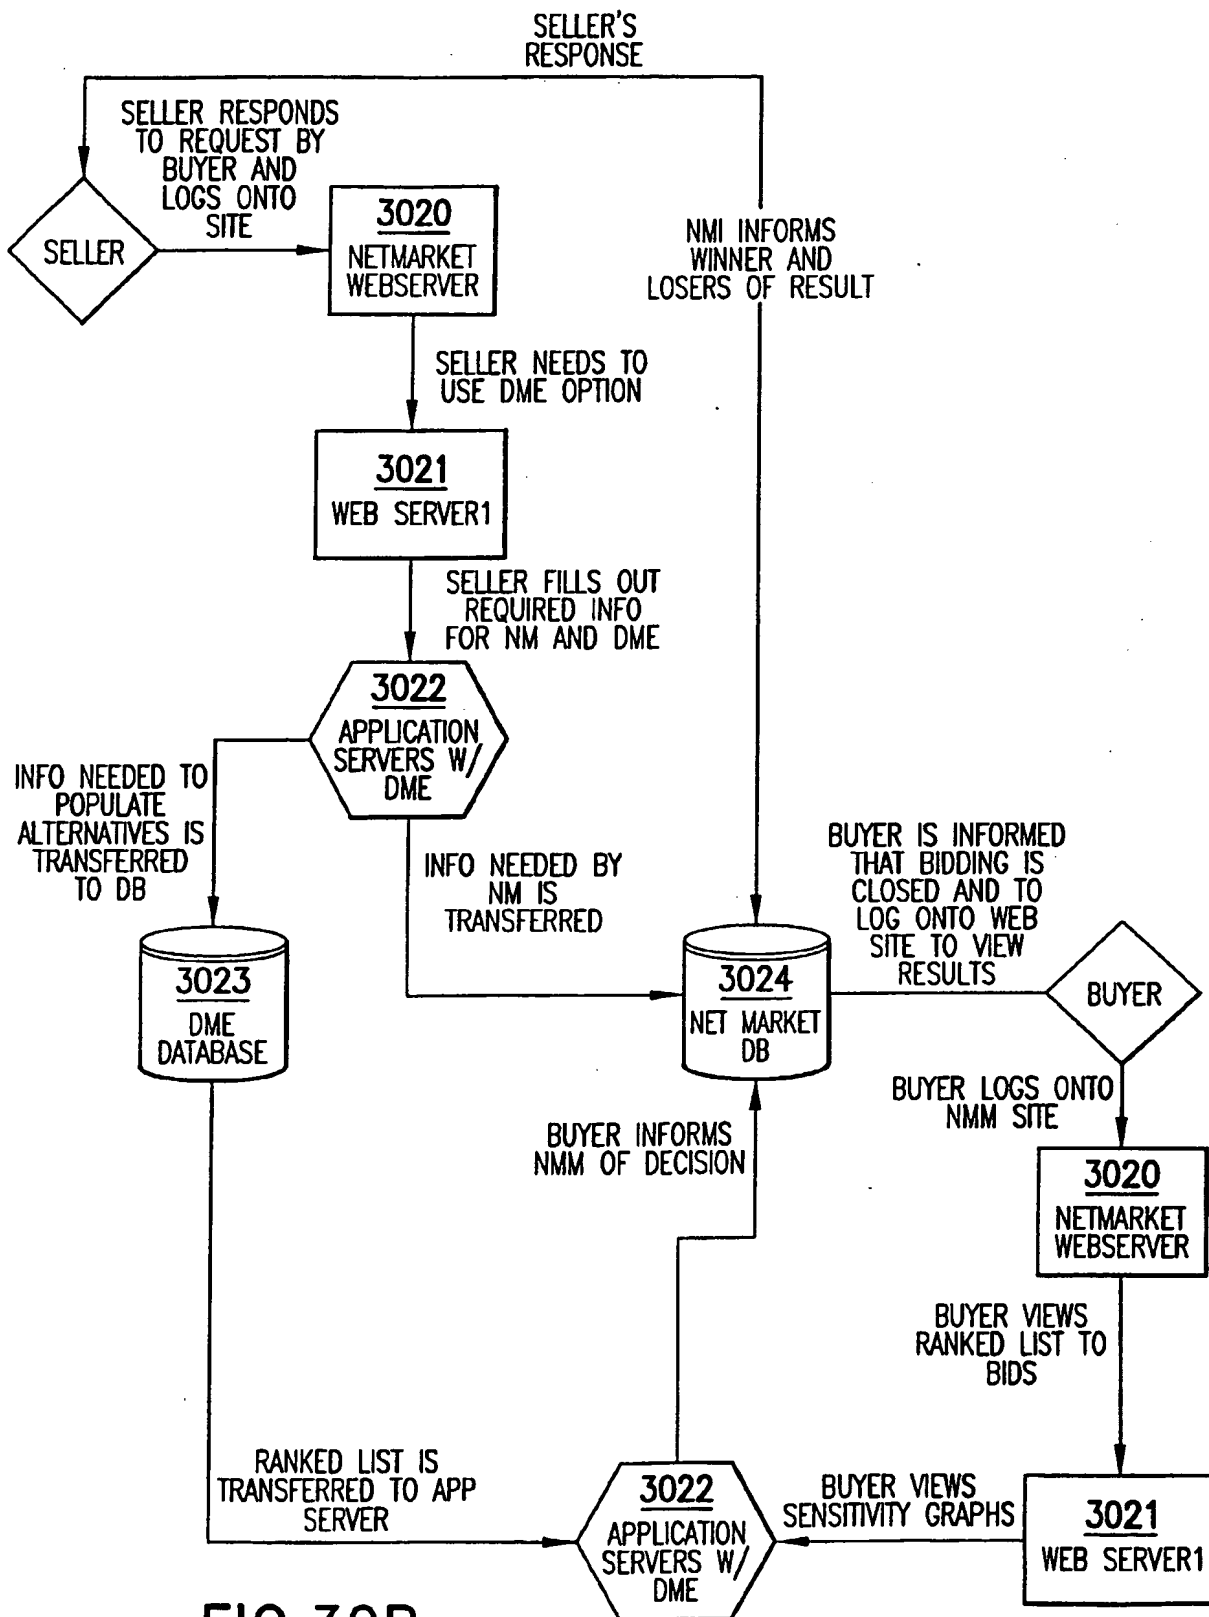 SELLER'S
RESPONSE
SELLER RESPONDS
TO REQUEST BY
BUYER AND
LOGS ONTO
SITE
SELLER
3020
NETMARKET
WEBSERVER
NMI INFORMS
WINNER AND
LOSERS OF RESULT
SELLER NEEDS TO
USE DME OPTION
3021
WEB SERVER1
SELLER FILLS OUT
REQUIRED INFO
FOR NM AND DME
3022
APPLICATION
SERVERS W/
DME
INFO NEEDED TO
POPULATE
ALTERNATIVES IS
TRANSFERRED
TO DB
INFO NEEDED BY
NM IS
TRANSFERRED
BUYER IS INFORMED
THAT BIDDING IS
CLOSED AND TO
LOG ONTO WEB
SITE TO VIEW
RESULTS
3023
DME
DATABASE
3024
NET MARKET
DB
BUYER
BUYER LOGS ONTO
NMM SITE
BUYER INFORMS
NMM OF DECISION
3020
NETMARKET
WEBSERVER
BUYER VIEWS
RANKED LIST TO
BIDS
RANKED LIST IS
TRANSFERRED TO APP
SERVER
3022
APPLICATION
SERVERS W/
DME
BUYER VIEWS
SENSITIVITY GRAPHS
3021
WEB SERVER1